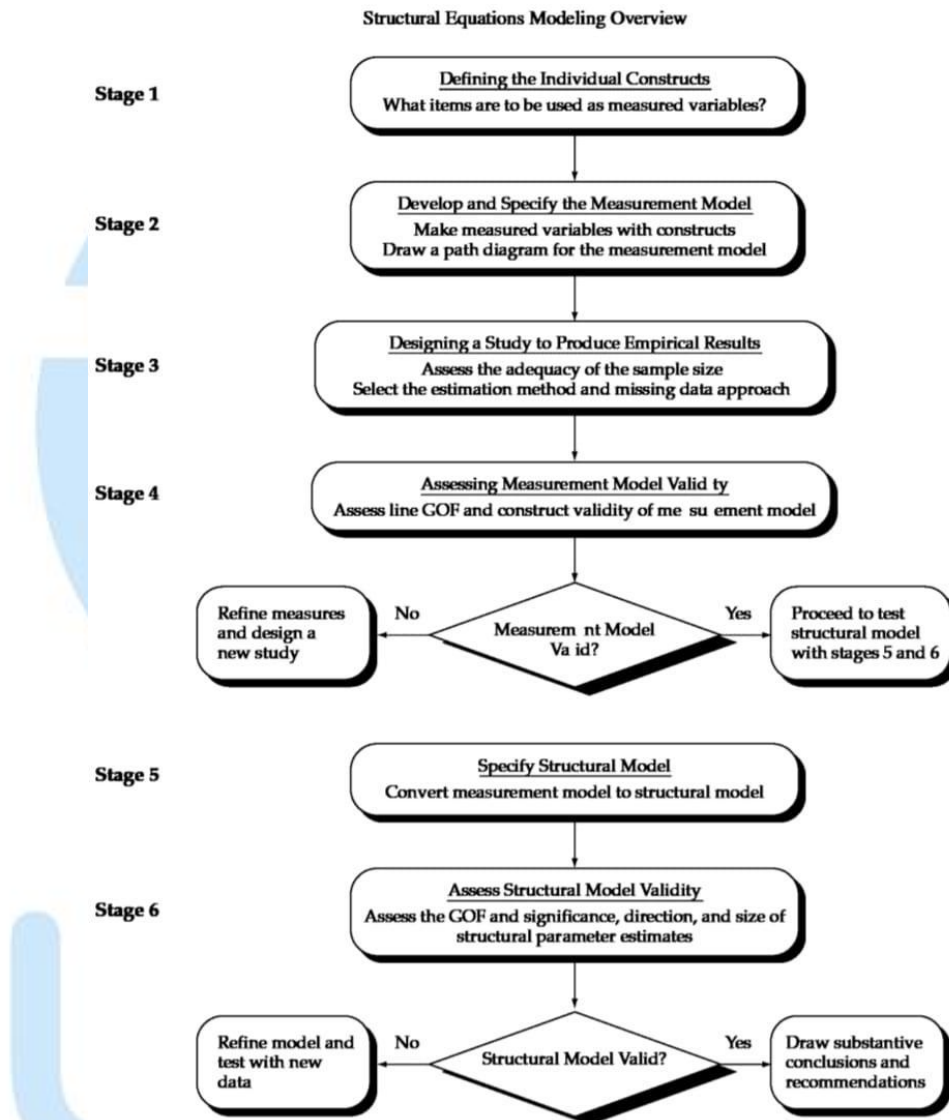 Structural Equations Modeling Overview
Stage 1
Defining the Individual Constructs
What items are to be used as measured variables?
Stage 2
Develop and Specify the Measurement Model
Make measured variables with constructs
Draw a path diagram for the measurement model
Stage 3
Designing a Study to Produce Empirical Results
Assess the adequacy of the sample size
Select the estimation method and missing data approach
Stage 4
Assessing Measurement Model Valid ty
Assess line GOF and construct validity of me su ement model
Refine measures
and design a
new study
No
Measurem nt Model
Va id?
Yes
Proceed to test
structural model
with stages 5 and 6
Stage 5
Specify Structural Model
Convert measurement model to structural model
Stage 6
Assess Structural Model Validity
Assess the GOF and significance, direction, and size of
structural parameter estimates
Refine model and
test with new
data
No
Structural Model Valid?
Yes
Draw substantive
conclusions and
recommendations